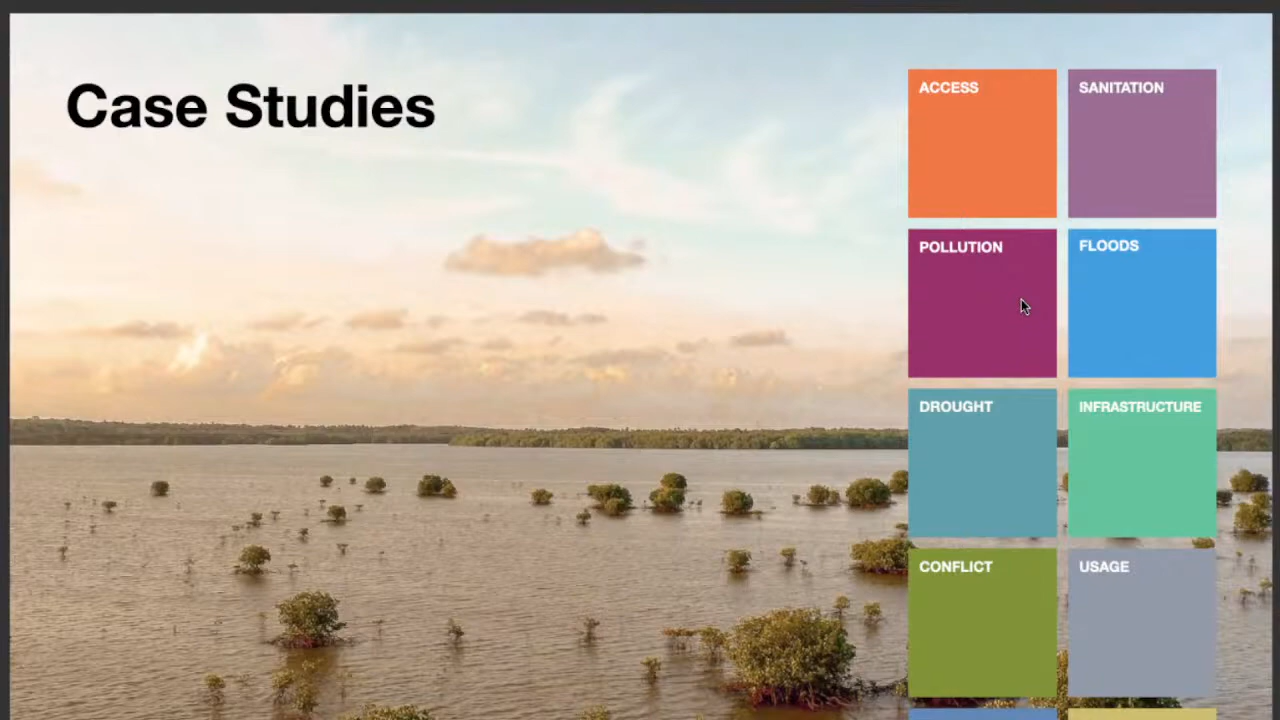 Case Studies
ACCESS
SANITATION
POLLUTION
FLOODS
DROUGHT
INFRASTRUCTURE
CONFLICT
USAGE